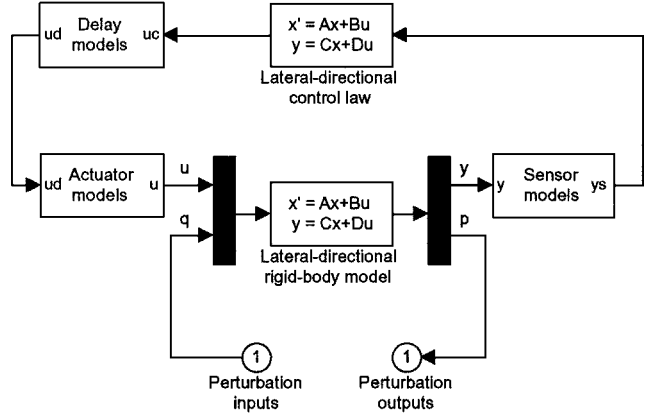 Delay
ud uc
models
x' = Ax+Bu
y = Cx+Du
Lateral-directional
control law
Actuator
ud u
models
u
q
x' = Ax+Bu
y = Cx+Du
Lateral-directional
rigid-body model
y
p
Sensor
y ys
models
1
Perturbation
inputs
1
Perturbation
outputs